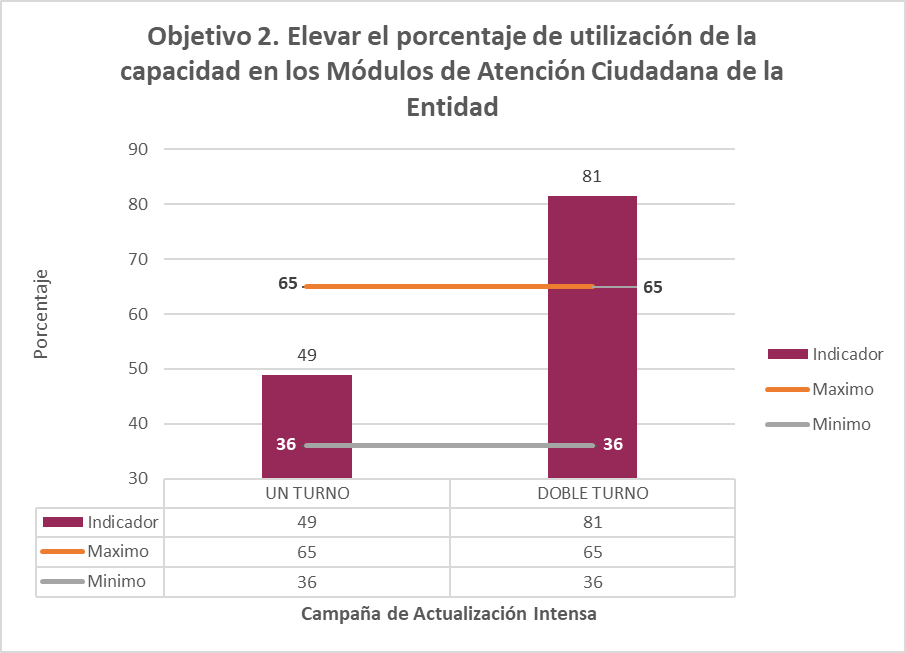 Objetivo 2. Elevar el porcentaje de utilización de la
capacidad en los Módulos de Atención Ciudadana de la
Entidad
90
80
70
60
50
40
30
Porcentaje
81
65
65
49
36
36
Indicador
Maximo
Minimo
UN TURNO DOBLE TURNO
Indicador 49 81
Maximo 65 65
Minimo 36 36
Campaña de Actualización Intensa